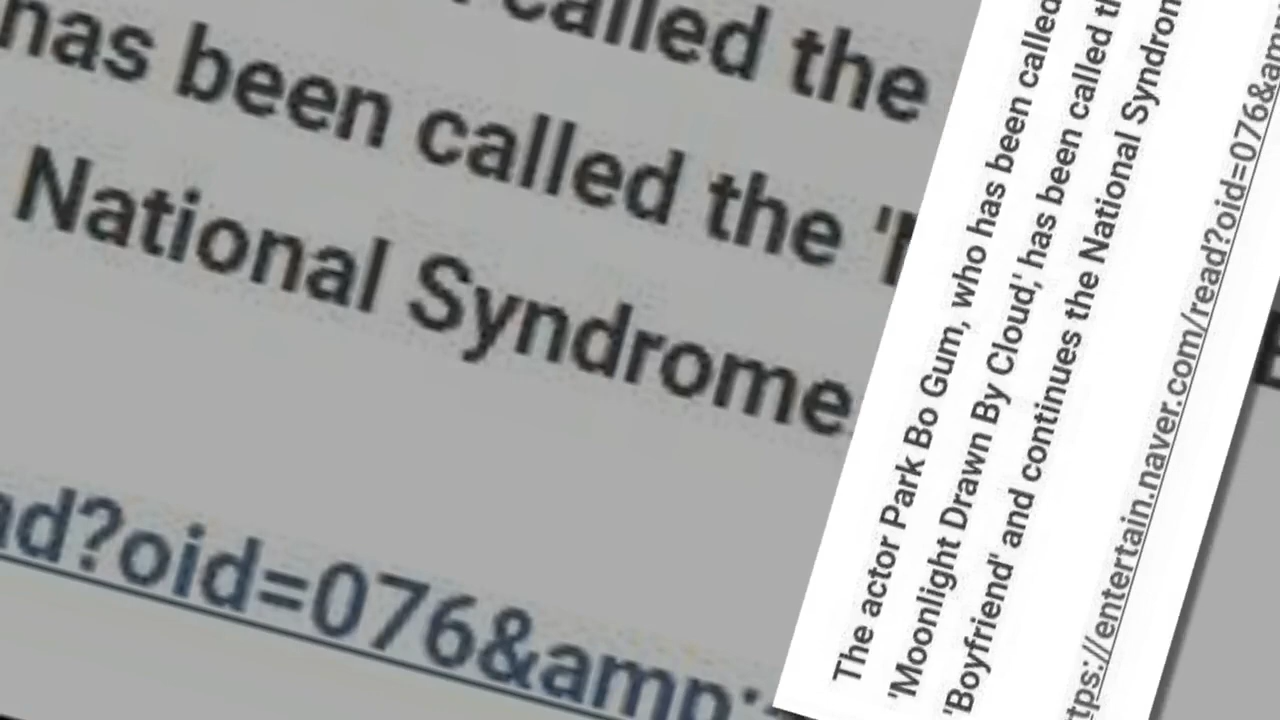 called the
has been called the
National Syndrome
ad?oid=076&amp;
The actor Park Bo Gum, who has been called
'Moonlight Drawn By Cloud,' has been called th
'Boyfriend' and continues the National Syndrom
tps://entertain.naver.com/read?oid=076&am